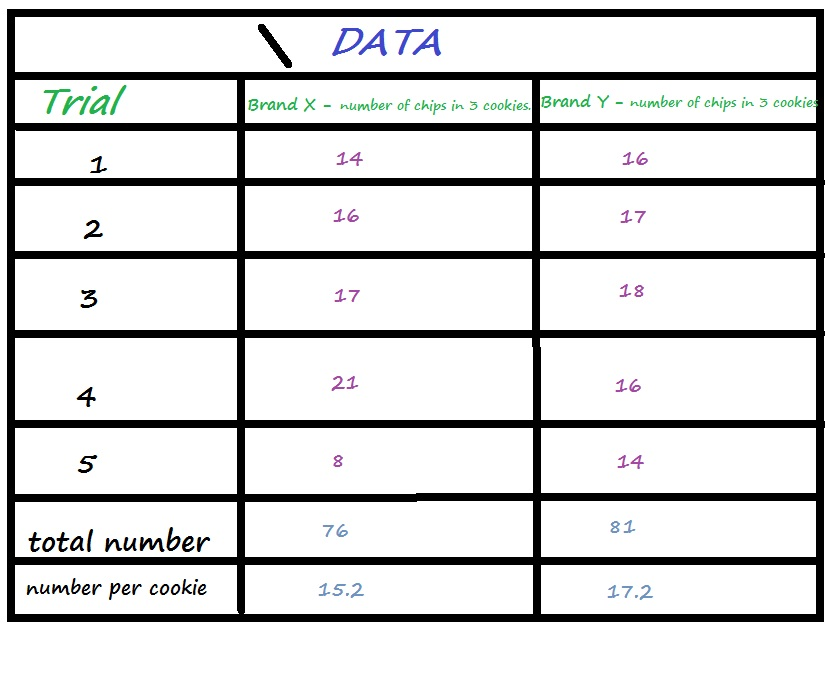 DATA
Trial Brand X - number of chips in 3 cookies. Brand Y - number of chips in 3 cookies
1 14 16
2 16 17
3 17 18
4 21 16
5 8 14
total number 76 81
number per cookie 15.2 17.2